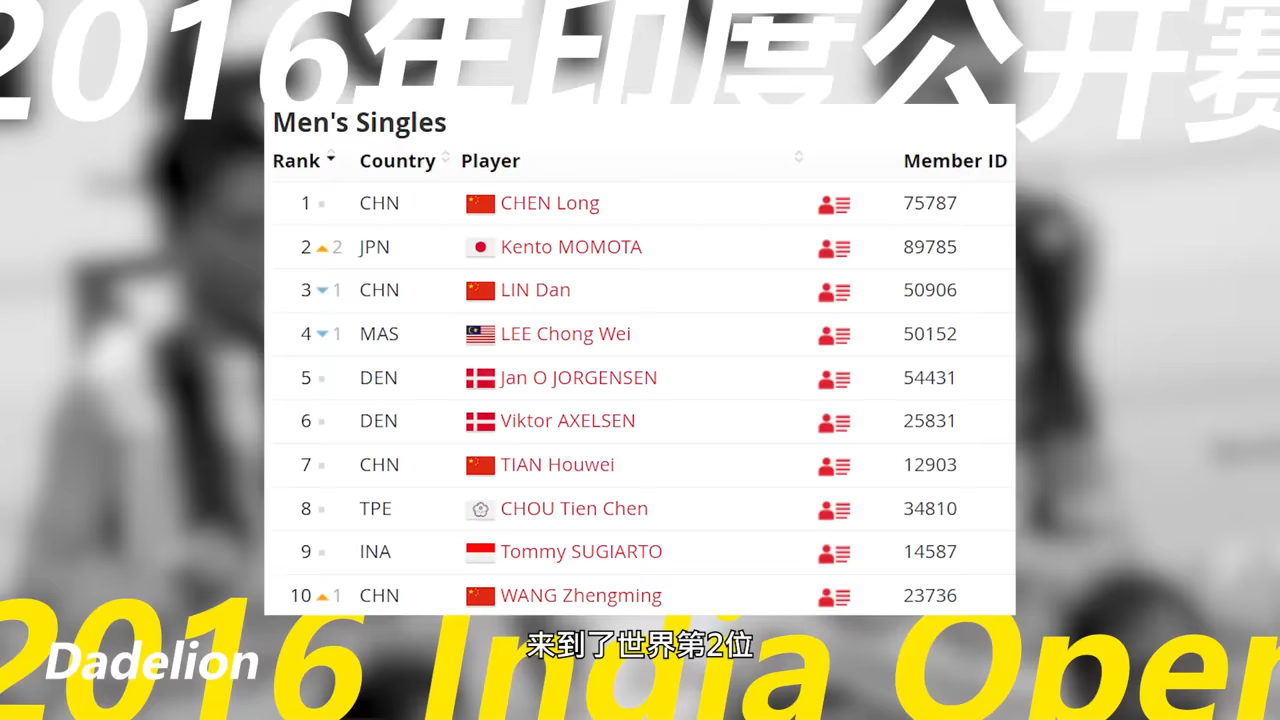 2016年印度公开赛
Men's Singles
Rank Country Player Member ID
1 CHN CHEN Long 75787
2 2 JPN Kento MOMOTA 89785
3 1 CHN LIN Dan 50906
4 1 MAS LEE Chong Wei 50152
5 DEN Jan O JORGENSEN 54431
6 DEN Viktor AXELSEN 25831
7 CHN TIAN Houwei 12903
8 TPE CHOU Tien Chen 34810
9 INA Tommy SUGIARTO 14587
10 1 CHN WANG Zhengming 23736
来到了世界第2位
Dadelion
2016 India Open